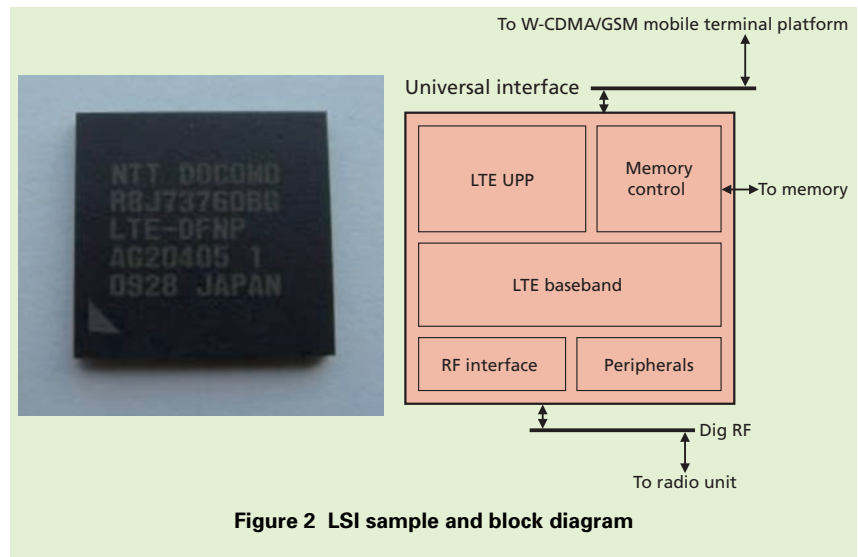 To W-CDMA/GSM mobile terminal platform
Universal interface
NTT DOCOMO
LTE-DFNP
AG20405 1
0928 JAPAN
LTE UPP
Memory
control
To memory
LTE baseband
RF interface
Peripherals
Dig RF
To radio unit
Figure 2 LSI sample and block diagram